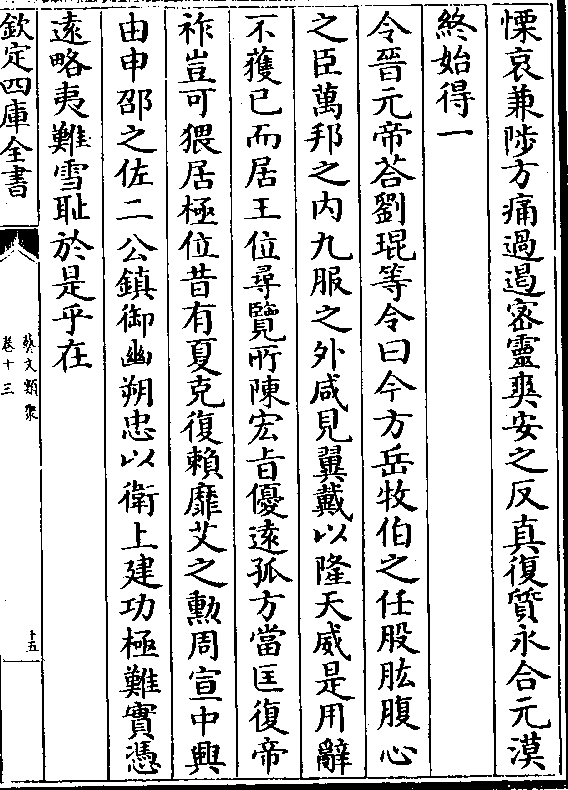 慄哀兼陟方痛過遏密靈爽安之反真復質永合元漠
終始得一
令晉元帝荅劉琨等令曰今方岳牧伯之任股肱腹心
之臣萬邦之内九服之外咸見翼戴以隆天威是用辭
不獲已而居王位尋覽所陳宏旨優遠孤方當匡復帝
祚豈可猥居極位昔有夏克復賴靡艾之勲周宣中興
由申邵之佐二公鎮御幽朔忠以衛上建功極難實憑
遠略夷難雪耻於是乎在
欽定四庫全書
藝文類聚
卷十三
十五